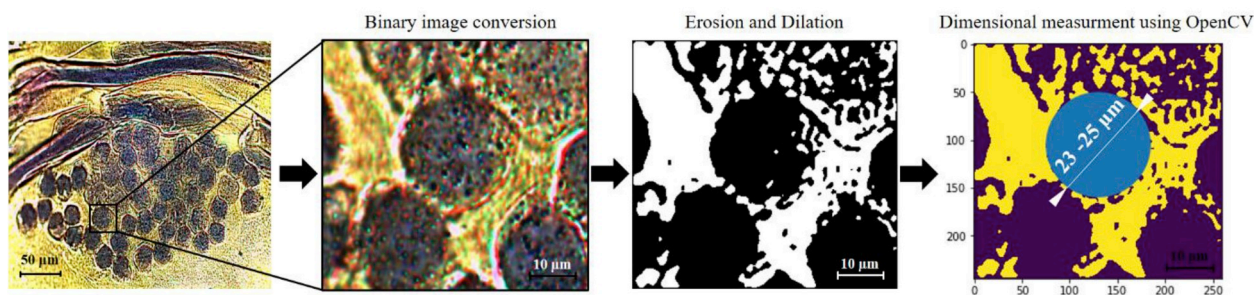 Binary image conversion
Erosion and Dilation
Dimensional measurment using OpenCV
50 µm
10 µm
10 µm
0
50
100
150
200
23 -25 µm
10 µm
0
50
100
150
200
250